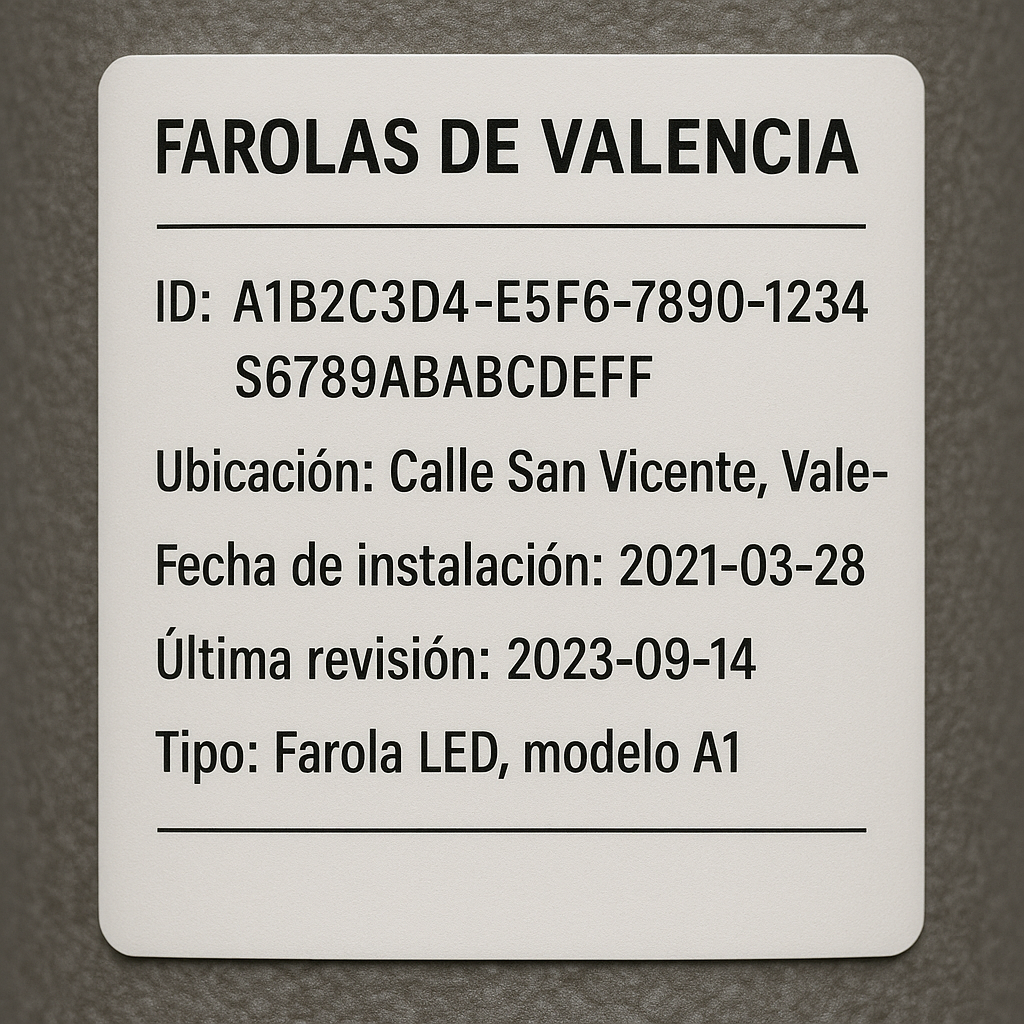 FAROLAS DE VALENCIA
ID: A1B2C3D4-E5F6-7890-1234
S6789ABABCDEFF
Ubicación: Calle San Vicente, Vale-
Fecha de instalación: 2021-03-28
Última revisión: 2023-09-14
Tipo: Farola LED, modelo A1